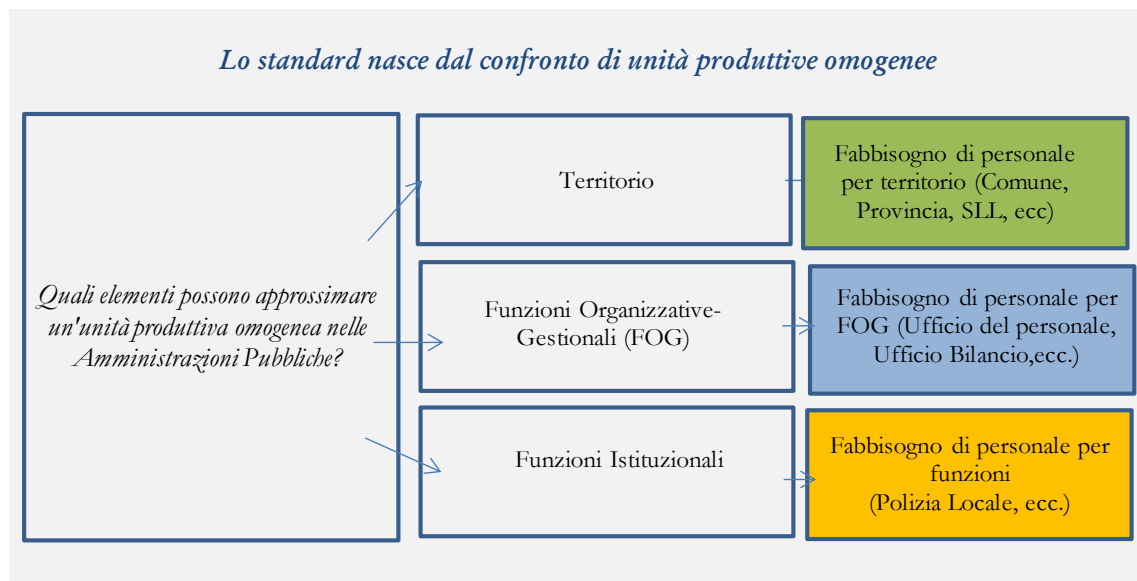 Lo standard nasce dal confronto di unità produttive omogenee
Quali elementi possono approssimare
un'unità produttiva omogenea nelle
Amministrazioni Pubbliche?
Territorio
Fabbisogno di personale
per territorio (Comune,
Provincia, SLL, ecc)
Funzioni Organizzative-
Gestionali (FOG)
Fabbisogno di personale per
FOG (Ufficio del personale,
Ufficio Bilancio,ecc.)
Funzioni Istituzionali
Fabbisogno di personale per
funzioni
(Polizia Locale, ecc.)